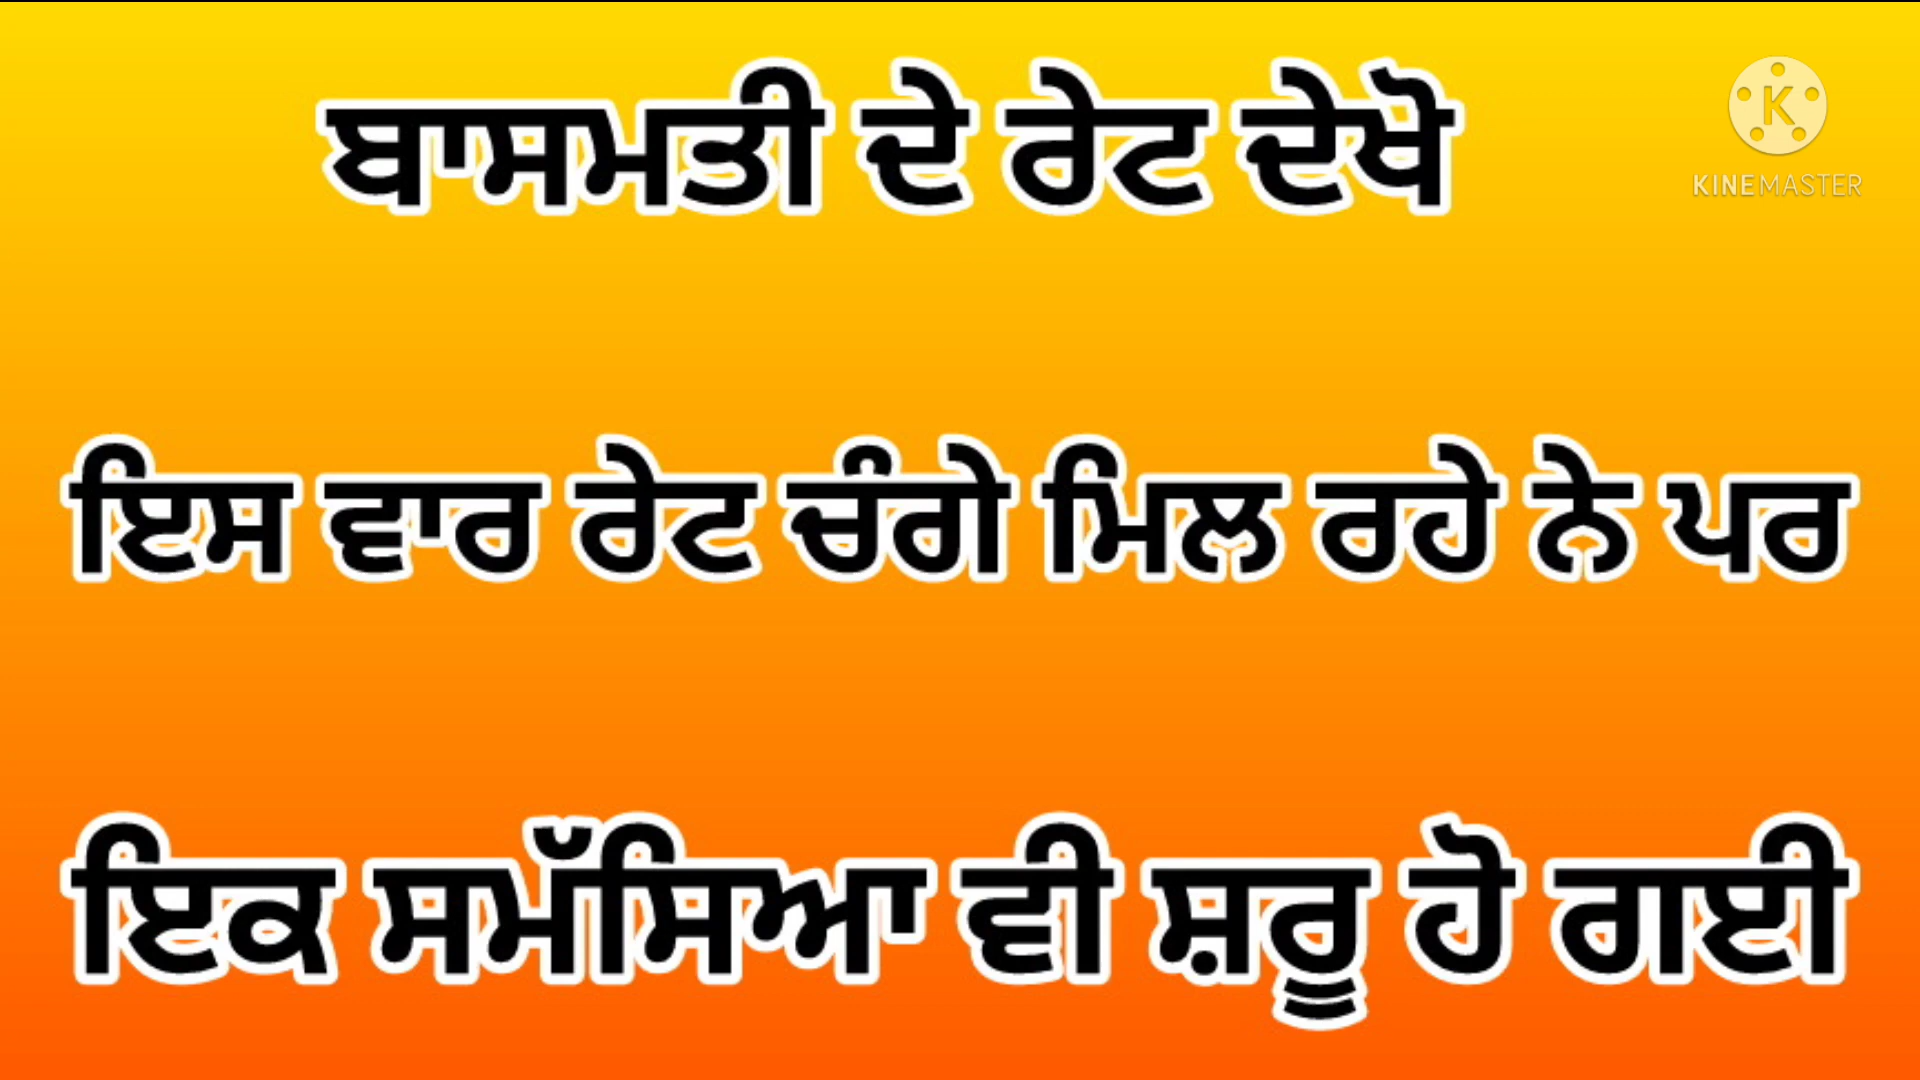 ਬਾਸਮਤੀ ਦੇ ਰੇਟ ਦੇਖੋ
K
KINEMASTER
ਇਸ ਵਾਰ ਰੇਟ ਚੰਗੇ ਮਿਲ ਰਹੇ ਨੇ ਪਰ
ਇਕ ਸਮੱਸਿਆ ਵੀ ਸ਼ਰੂ ਹੋ ਗਈ